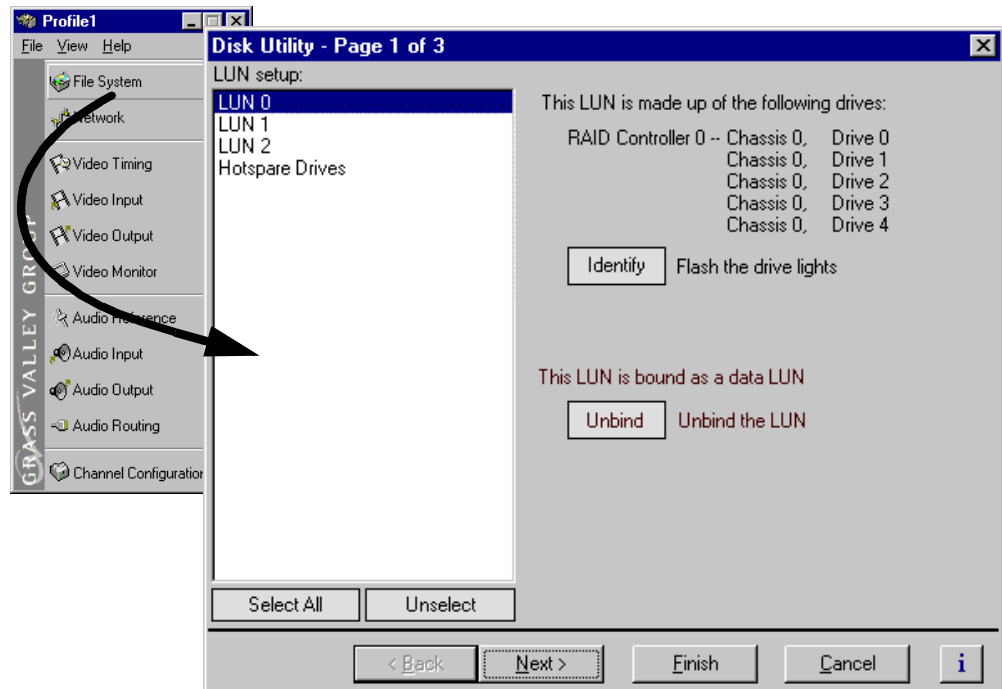 Profile1
File View Help
File System
Network
Video Timing
Video Input
Video Output
Video Monitor
Audio Reference
Audio Input
Audio Output
Audio Routing
Channel Configuration
GRASS VALLEY GROUP
Disk Utility - Page 1 of 3
LUN setup:
LUN 0
LUN 1
LUN 2
Hotspare Drives
Select All
Unselect
This LUN is made up of the following drives:
RAID Controller 0 -- Chassis 0, Drive 0
Chassis 0, Drive 1
Chassis 0, Drive 2
Chassis 0, Drive 3
Chassis 0, Drive 4
Identify Flash the drive lights
This LUN is bound as a data LUN
Unbind Unbind the LUN
< Back Next > Finish Cancel i